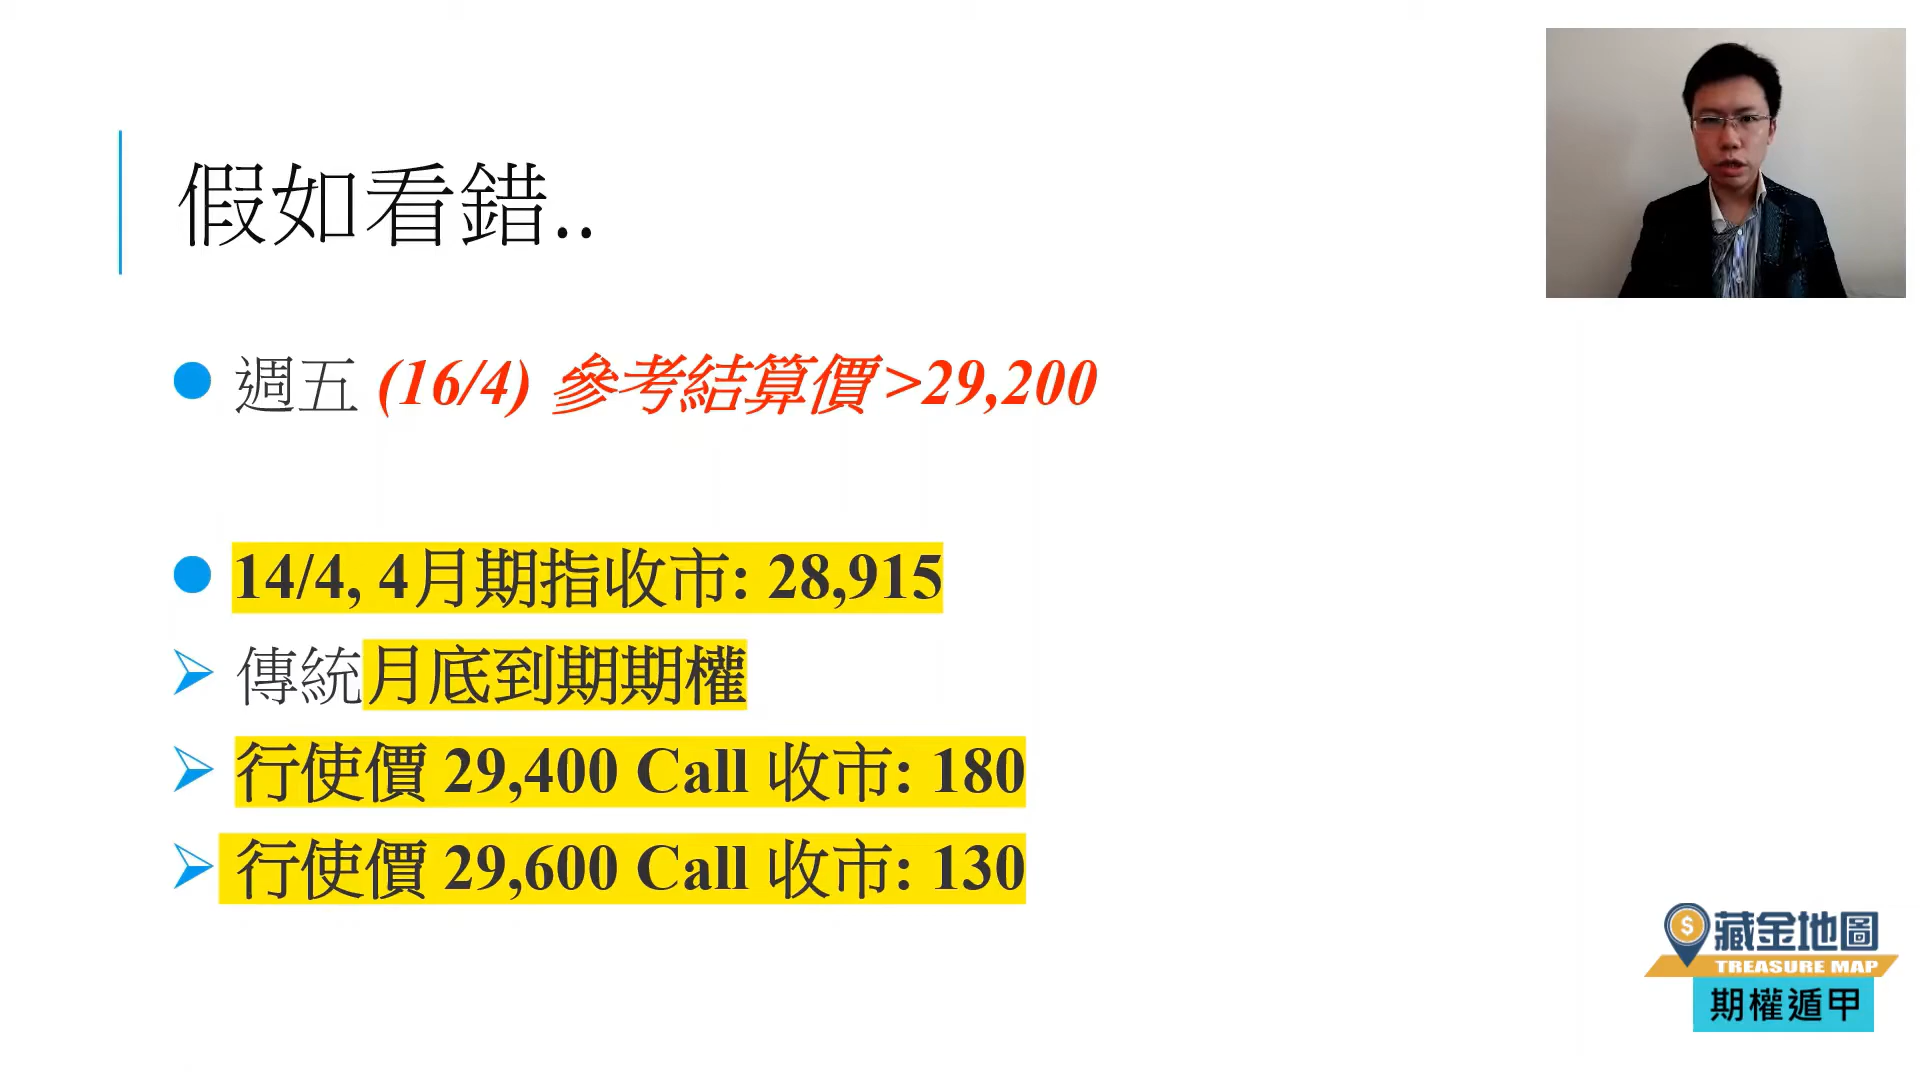 假如看錯..
週五 (16/4) 參考結算價 >29,200
14/4, 4月期指收市: 28,915
傳統月底到期期權
行使價 29,400 Call 收市: 180
行使價 29,600 Call 收市: 130
$
藏金地圖
TREASURE MAP
期權遁甲